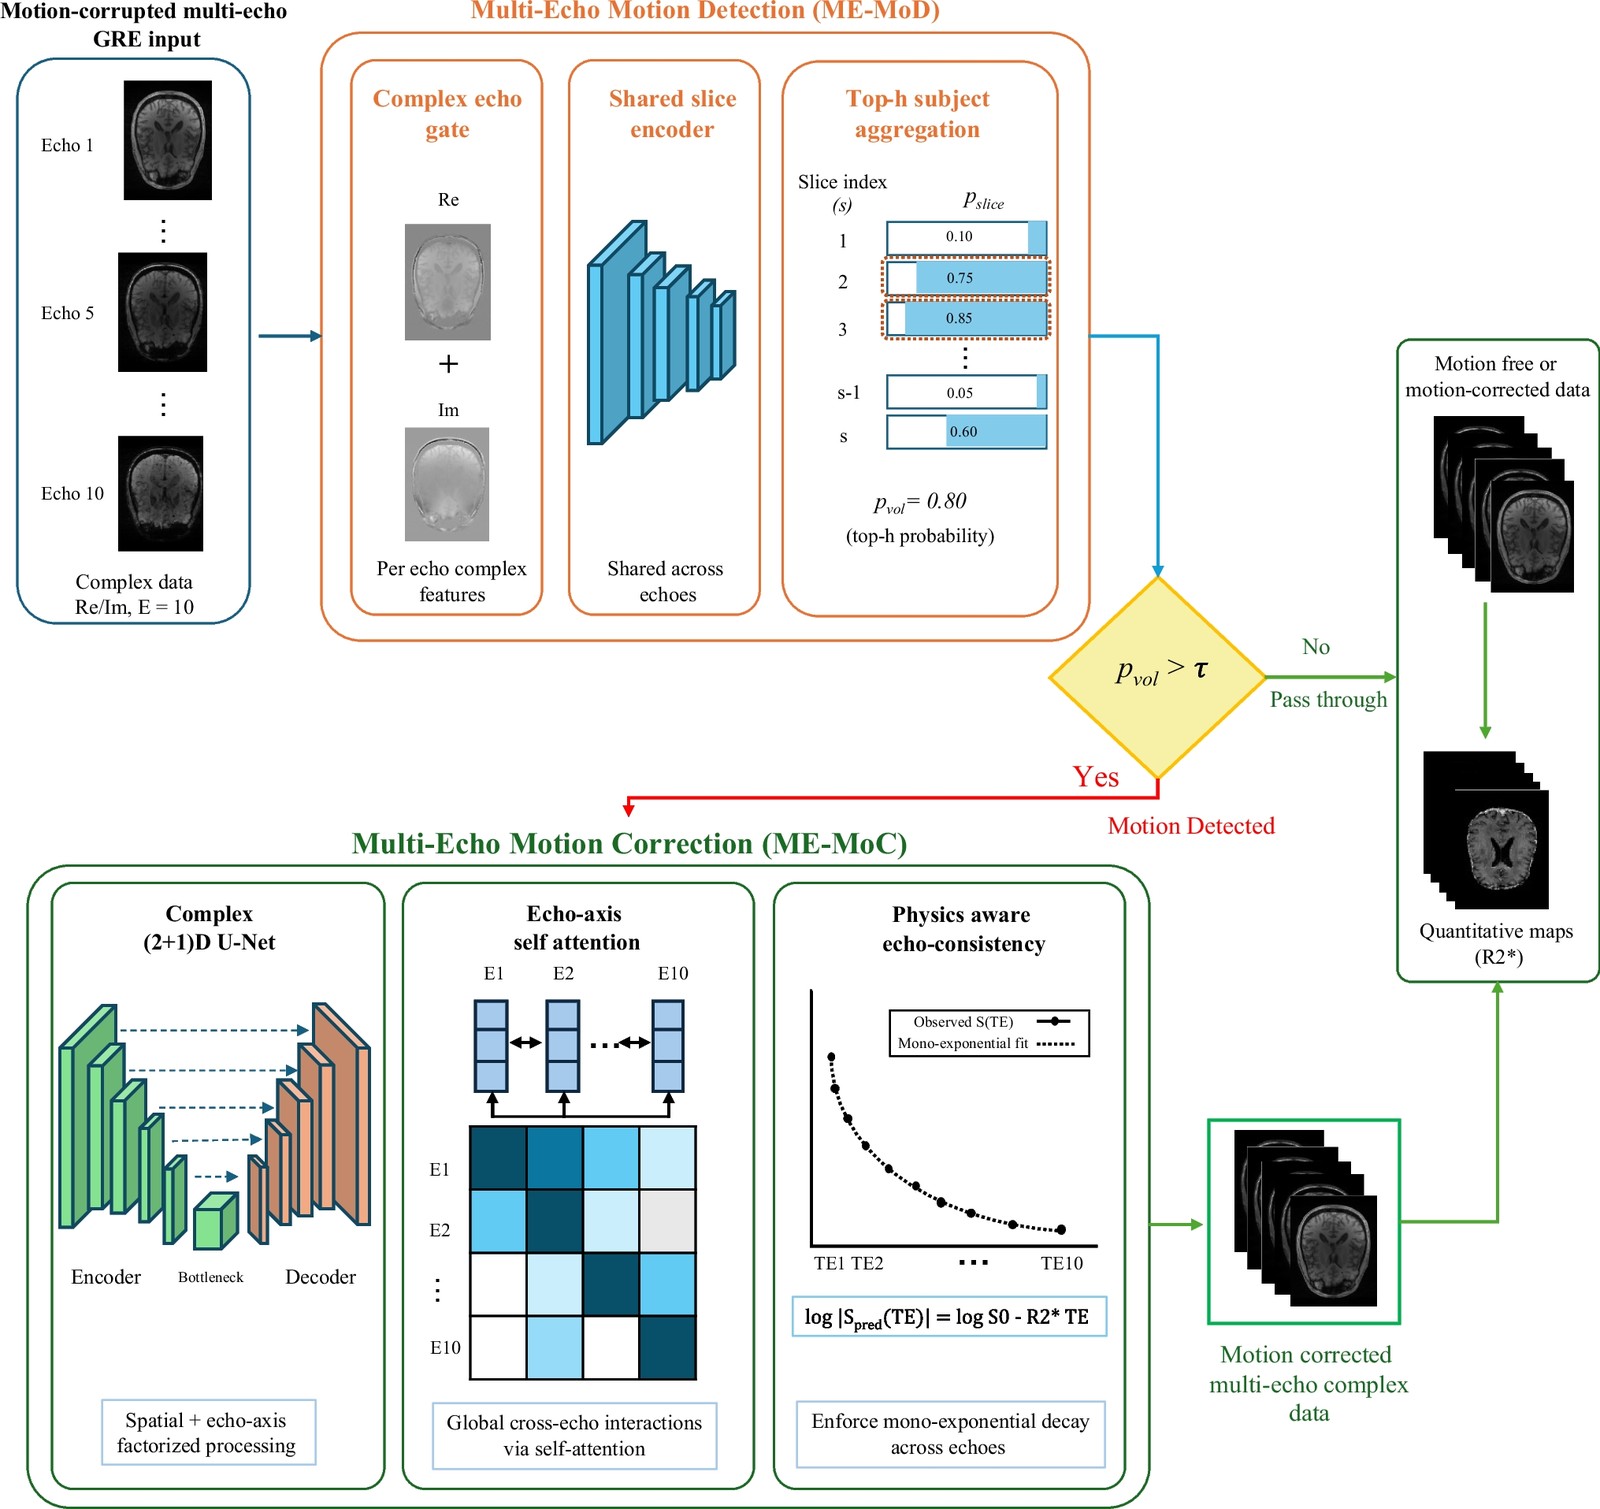 Motion-corrupted multi-echo
GRE input
Echo 1
⋮
Echo 5
⋮
Echo 10
Complex data
Re/Im, E = 10
Multi-Echo Motion Detection (ME-MoD)
Complex echo
gate
Re
+
Im
Per echo complex
features
Shared slice
encoder
Shared across
echoes
Top-h subject
aggregation
Slice index
(s)
p_slice
1 0.10
2 0.75
3 0.85
⋮
s-1 0.05
s 0.60
p_vol = 0.80
(top-h probability)
p_vol > τ
No
Pass through
Yes
Motion Detected
Motion free or
motion-corrected data
Quantitative maps
(R2*)
Multi-Echo Motion Correction (ME-MoC)
Complex
(2+1)D U-Net
Encoder
Bottleneck
Decoder
Spatial + echo-axis
factorized processing
Echo-axis
self attention
E1 E2 E10
...
E1
E2
⋮
E10
Global cross-echo interactions
via self-attention
Physics aware
echo-consistency
Observed S(TE)
Mono-exponential fit
TE1 TE2 ... TE10
log |S_pred(TE)| = log S0 - R2* TE
Enforce mono-exponential decay
across echoes
Motion corrected
multi-echo complex
data